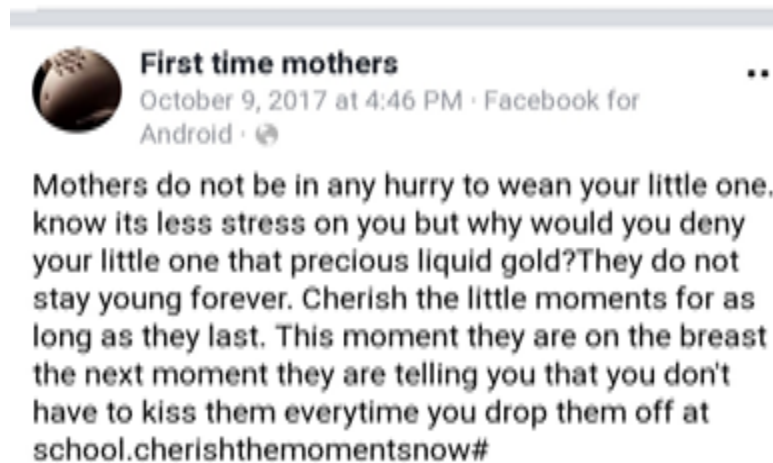 First time mothers
October 9, 2017 at 4:46 PM · Facebook for
Android ·
Mothers do not be in any hurry to wean your little one.
know its less stress on you but why would you deny
your little one that precious liquid gold?They do not
stay young forever. Cherish the little moments for as
long as they last. This moment they are on the breast
the next moment they are telling you that you don't
have to kiss them everytime you drop them off at
school.cherishthemomentsnow#